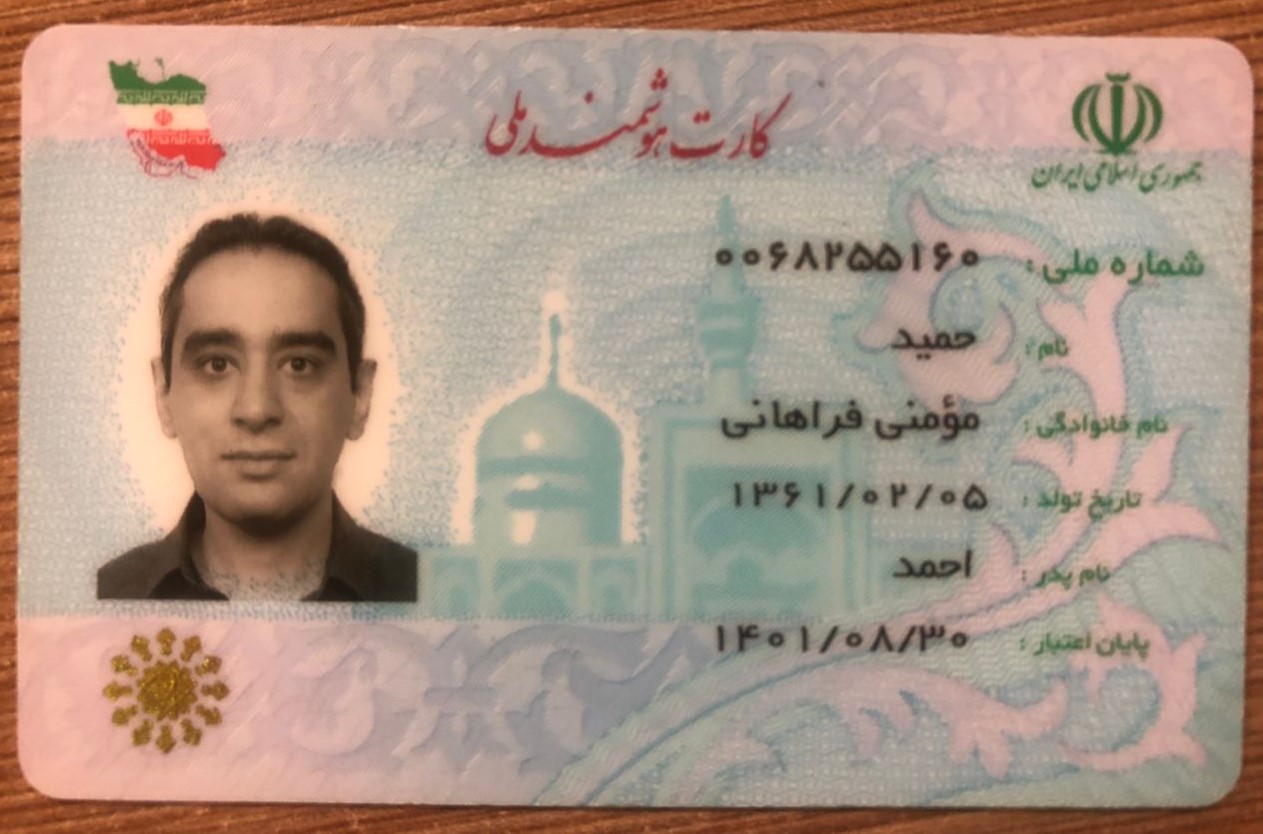 کارت هوشمند ملی
جمهوری اسلامی ایران
شماره ملی : ۰۰۶۸۲۵۵۱۶۰
نام : حمید
نام خانوادگی : مؤمنی فراهانی
تاریخ تولد : ۱۳۶۱/۰۲/۰۵
نام پدر : احمد
پایان اعتبار : ۱۴۰۱/۰۸/۳۰